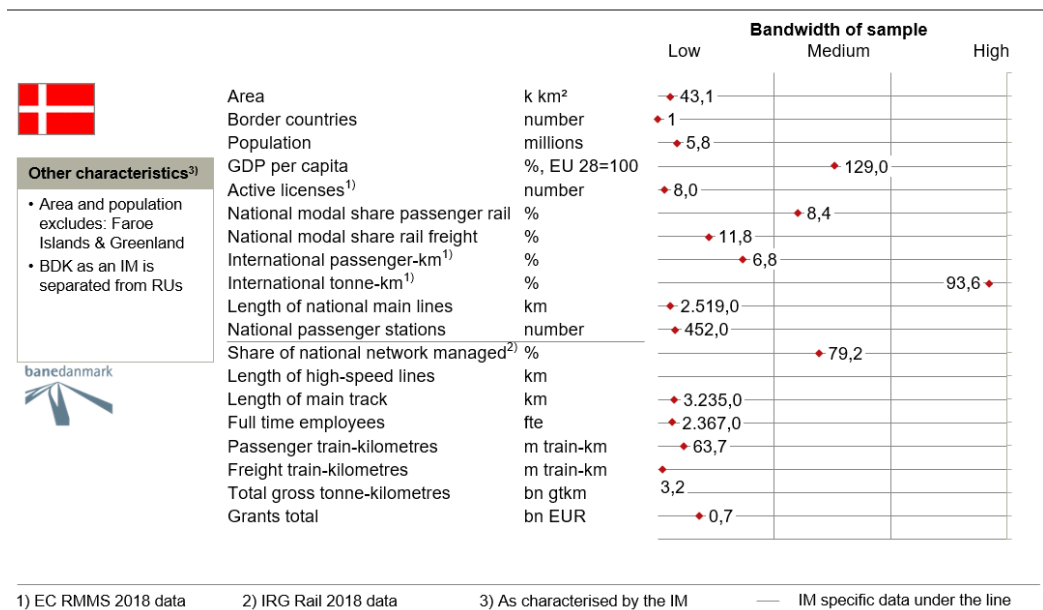 Bandwidth of sample
Low Medium High
Area k km² 43,1
Border countries number 1
Population millions 5,8
GDP per capita %, EU 28=100 129,0
Active licenses1) number 8,0
National modal share passenger rail % 8,4
National modal share rail freight % 11,8
International passenger-km1) % 6,8
International tonne-km1) % 93,6
Length of national main lines km 2.519,0
National passenger stations number 452,0
Share of national network managed2) % 79,2
Length of high-speed lines km
Length of main track km 3.235,0
Full time employees fte 2.367,0
Passenger train-kilometres m train-km 63,7
Freight train-kilometres m train-km
3,2
Total gross tonne-kilometres bn gtkm
Grants total bn EUR 0,7
Other characteristics3)
• Area and population
excludes: Faroe
Islands & Greenland
• BDK as an IM is
separated from RUs
banedanmark
1) EC RMMS 2018 data 2) IRG Rail 2018 data 3) As characterised by the IM IM specific data under the line